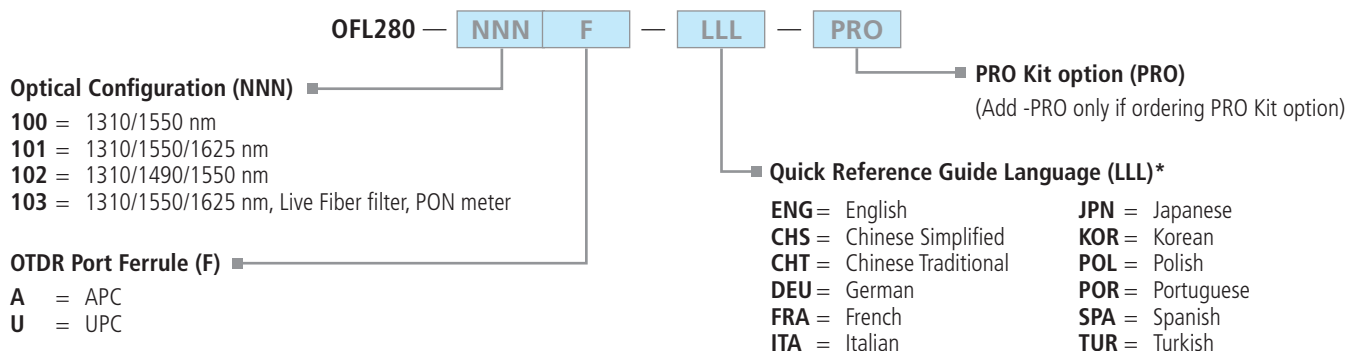 OFL280 — NNN F — LLL — PRO
Optical Configuration (NNN)
100 = 1310/1550 nm
101 = 1310/1550/1625 nm
102 = 1310/1490/1550 nm
103 = 1310/1550/1625 nm, Live Fiber filter, PON meter
OTDR Port Ferrule (F)
A = APC
U = UPC
PRO Kit option (PRO)
(Add -PRO only if ordering PRO Kit option)
Quick Reference Guide Language (LLL)*
ENG = English
CHS = Chinese Simplified
CHT = Chinese Traditional
DEU = German
FRA = French
ITA = Italian
JPN = Japanese
KOR = Korean
POL = Polish
POR = Portuguese
SPA = Spanish
TUR = Turkish